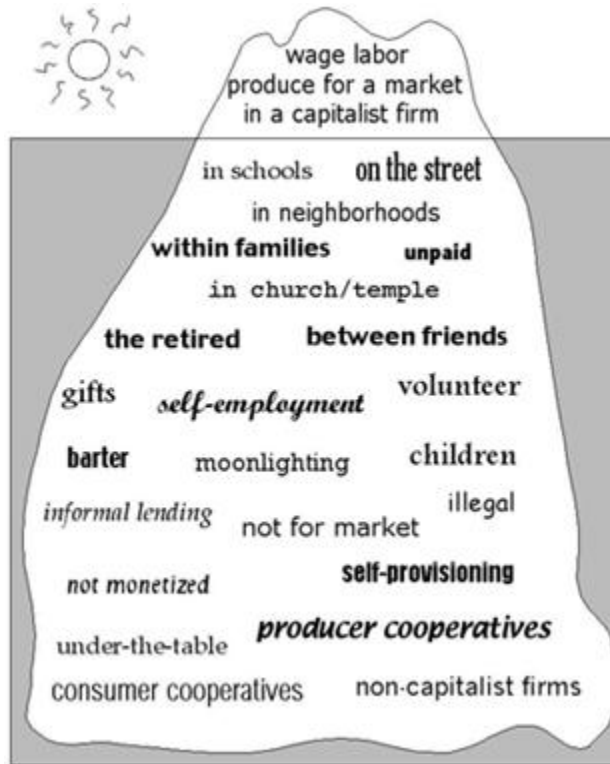 wage labor
produce for a market
in a capitalist firm
in schools on the street
in neighborhoods
within families unpaid
in church/temple
the retired between friends
gifts self-employment volunteer
barter moonlighting children
informal lending not for market illegal
not monetized self-provisioning
under-the-table producer cooperatives
consumer cooperatives non-capitalist firms